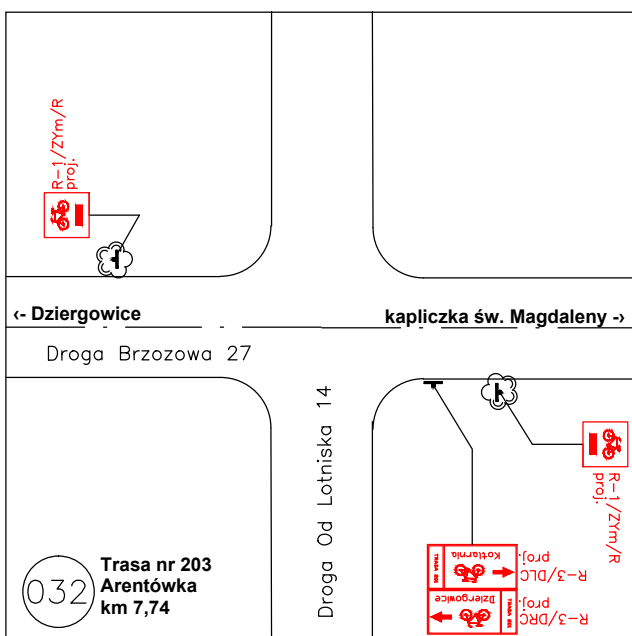 R-1/ZYm/R
proj.
‹- Dziergowice
kapliczka św. Magdaleny -›
Droga Brzozowa 27
Droga Od Lotniska 14
R-1/ZYm/R
proj.
Kotlarnia
R-3/DLC
proj.
Dziergowice
R-3/DRC
proj.
032
Trasa nr 203
Arentówka
km 7,74